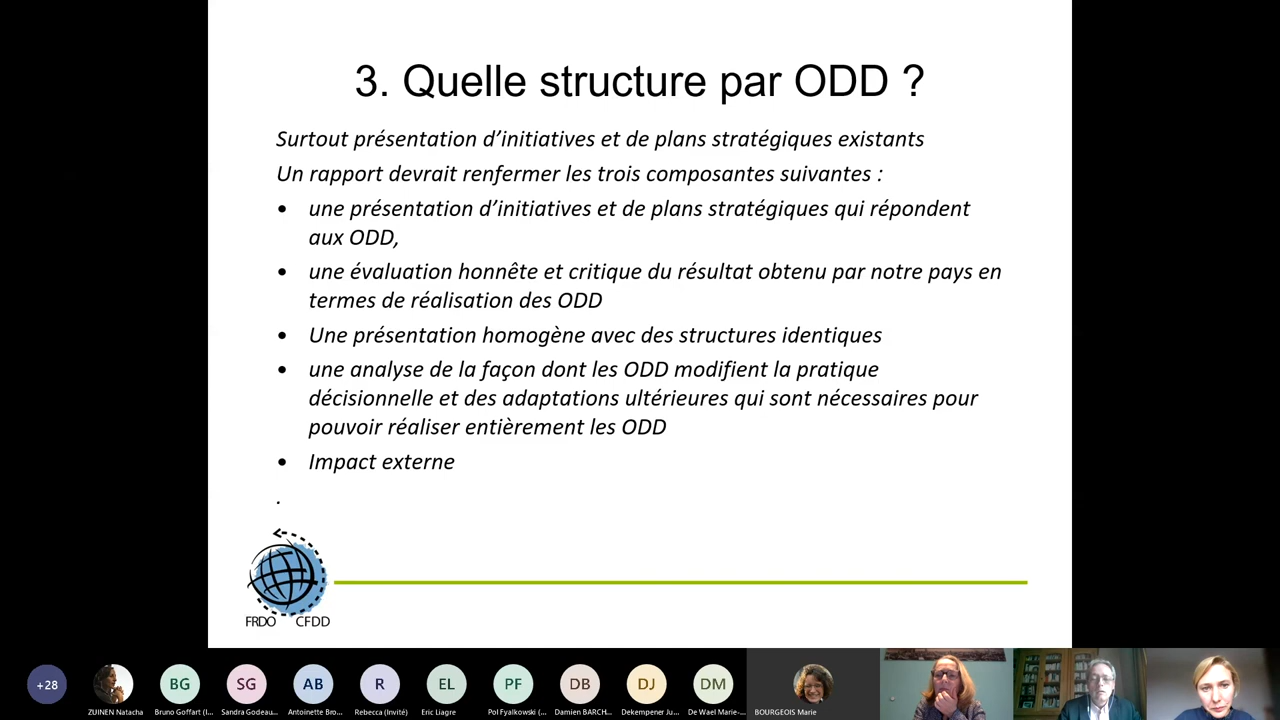 3. Quelle structure par ODD ?
Surtout présentation d’initiatives et de plans stratégiques existants
Un rapport devrait renfermer les trois composantes suivantes :
• une présentation d’initiatives et de plans stratégiques qui répondent
aux ODD,
• une évaluation honnête et critique du résultat obtenu par notre pays en
termes de réalisation des ODD
• Une présentation homogène avec des structures identiques
• une analyse de la façon dont les ODD modifient la pratique
décisionnelle et des adaptations ultérieures qui sont nécessaires pour
pouvoir réaliser entièrement les ODD
• Impact externe
.
FRDO CFDD
+28 BG SG AB R EL PF DB DJ DM
ZUINEN Natacha Bruno Goffart (I... Sandra Godeau... Antoinette Bro... Rebecca (Invité) Eric Liagre Pol Fyalkowski (... Damien BARCH... Dekempener Ju... De Wael Marie-... BOURGEOIS Marie